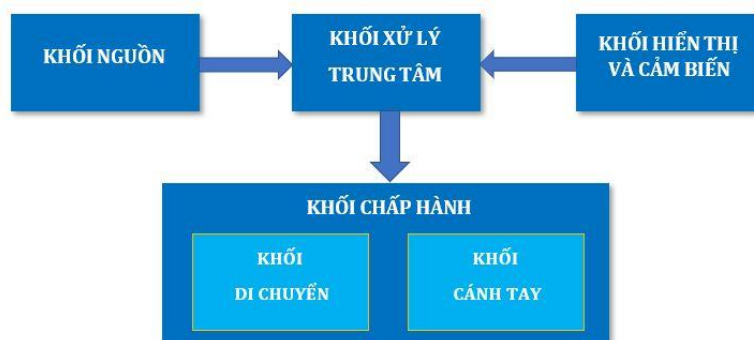 KHỐI NGUỒN
KHỐI XỬ LÝ
TRUNG TÂM
KHỐI HIỂN THỊ
VÀ CẢM BIẾN
KHỐI CHẤP HÀNH
KHỐI
DI CHUYỂN
KHỐI
CÁNH TAY